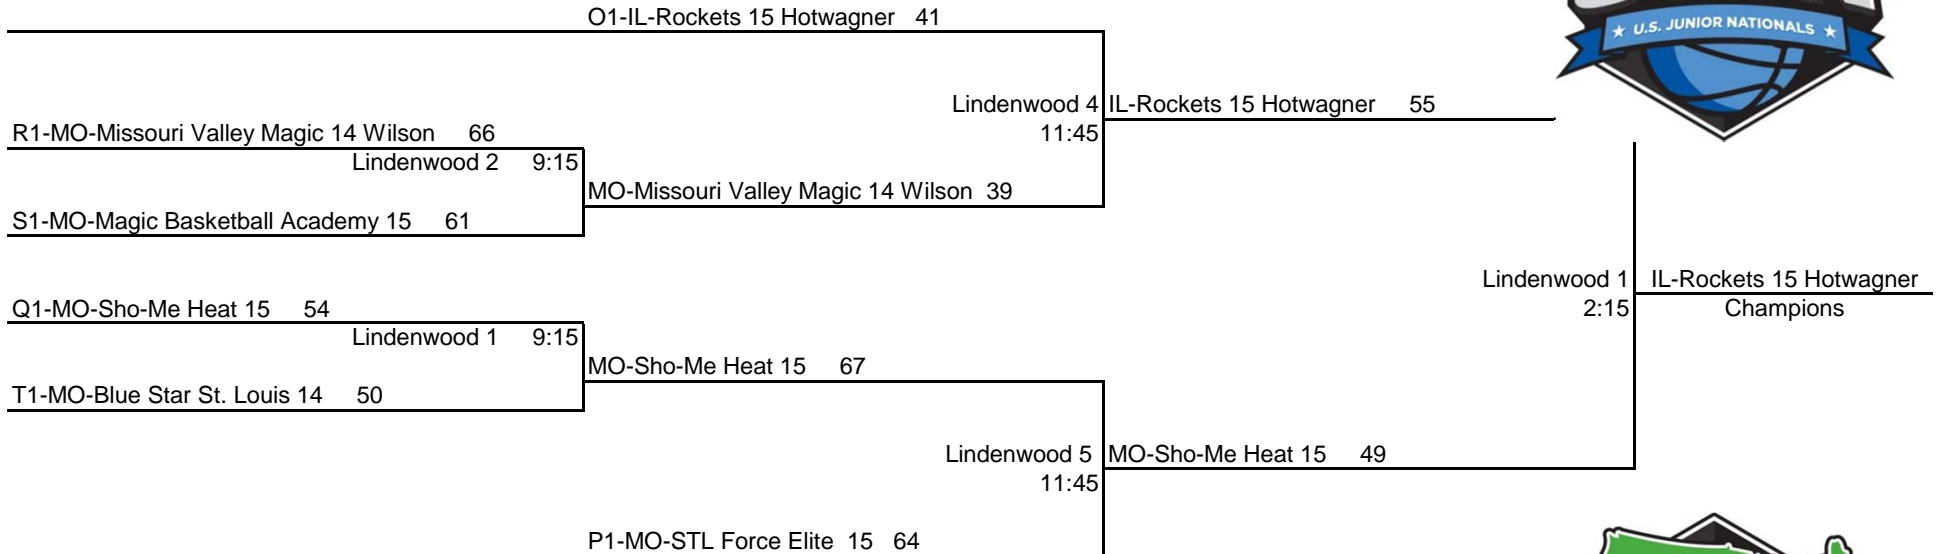 O1-IL-Rockets 15 Hotwagner 41
★ U.S. JUNIOR NATIONALS ★
Lindenwood 4 IL-Rockets 15 Hotwagner 55
R1-MO-Missouri Valley Magic 14 Wilson 66
11:45
Lindenwood 2 9:15
MO-Missouri Valley Magic 14 Wilson 39
S1-MO-Magic Basketball Academy 15 61
Lindenwood 1 IL-Rockets 15 Hotwagner
Q1-MO-Sho-Me Heat 15 54
2:15 Champions
Lindenwood 1 9:15
MO-Sho-Me Heat 15 67
T1-MO-Blue Star St. Louis 14 50
Lindenwood 5 MO-Sho-Me Heat 15 49
11:45
P1-MO-STL Force Elite 15 64